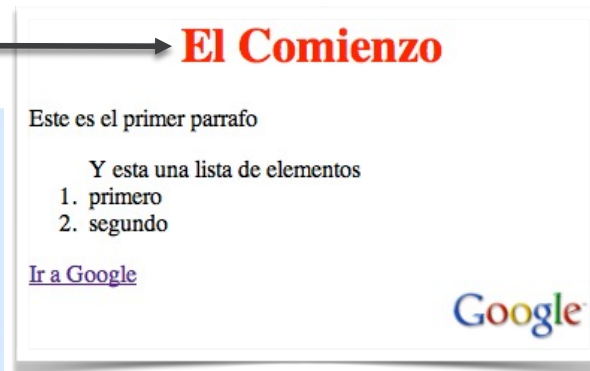 El Comienzo
Este es el primer parrafo
Y esta una lista de elementos
1. primero
2. segundo
Ir a Google
Google